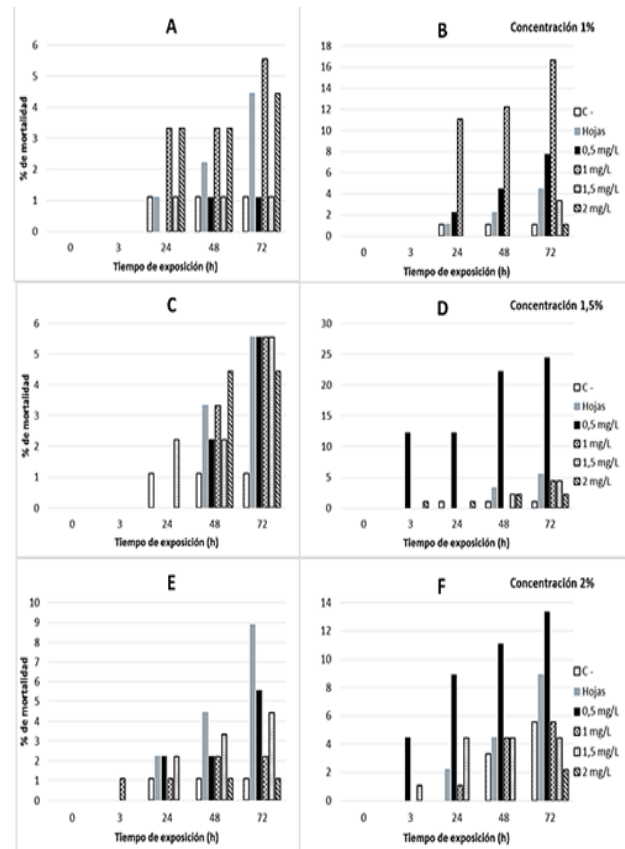 A
% de mortalidad
6
5
4
3
2
1
0
0 3 24 48 72
Tiempo de exposición (h)
B
Concentración 1%
18
16
14
12
10
8
6
4
2
0
0 3 24 48 72
Tiempo de exposición (h)
C -
Hojas
0,5 mg/L
1 mg/L
1,5 mg/L
2 mg/L
C
% de mortalidad
6
5
4
3
2
1
0
0 3 24 48 72
Tiempo de exposición (h)
D
Concentración 1,5%
30
25
20
15
10
5
0
0 3 24 48 72
Tiempo de exposición (h)
C -
Hojas
0,5 mg/L
1 mg/L
1,5 mg/L
2 mg/L
E
% de mortalidad
10
9
8
7
6
5
4
3
2
1
0
0 3 24 48 72
Tiempo de exposición (h)
F
Concentración 2%
14
12
10
8
6
4
2
0
0 3 24 48 72
Tiempo de exposición (h)
C -
Hojas
0,5 mg/L
1 mg/L
1,5 mg/L
2 mg/L